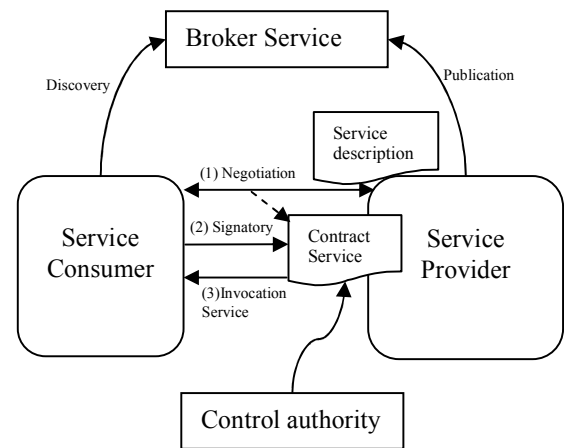 Broker Service
Discovery
Publication
Service
description
(1) Negotiation
Service
Consumer
(2) Signatory
Contract
Service
Service
Provider
(3)Invocation
Service
Control authority